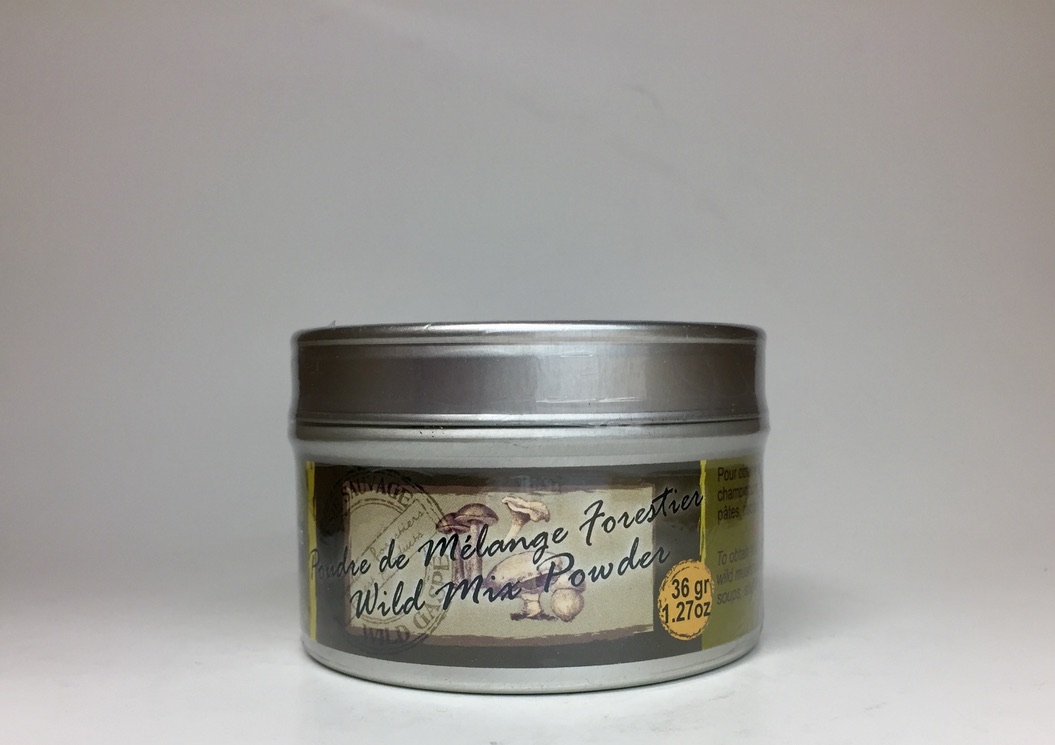 SAUVAGE
Poudre de Mélange Forestier
Wild Mix Powder
WILD GASPÉ
36 gr
1.27oz
Pour
pâtes,
To obtain
wild
soups,